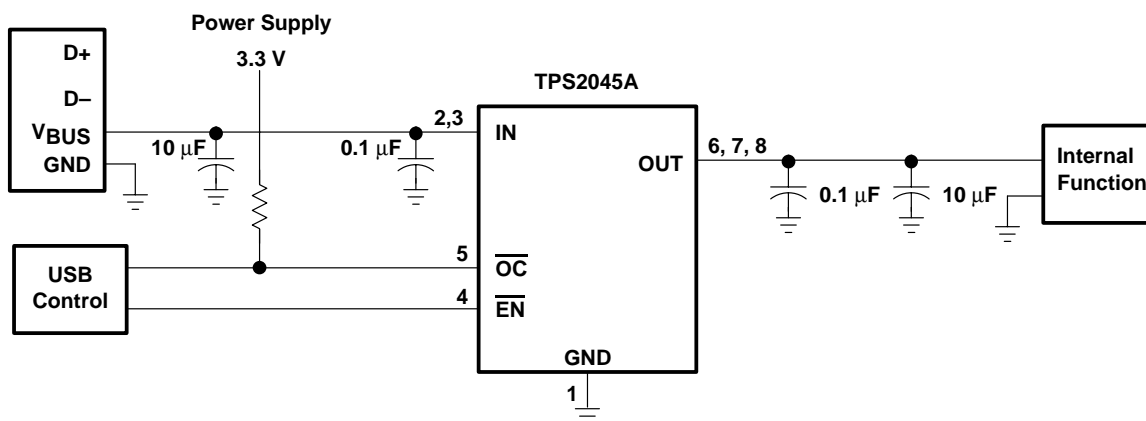 Power Supply
3.3 V
D+
D–
VBUS
GND
10 μF
0.1 μF
2,3
TPS2045A
IN
OUT
6, 7, 8
0.1 μF
10 μF
Internal
Function
USB
Control
5
OC
4
EN
GND
1